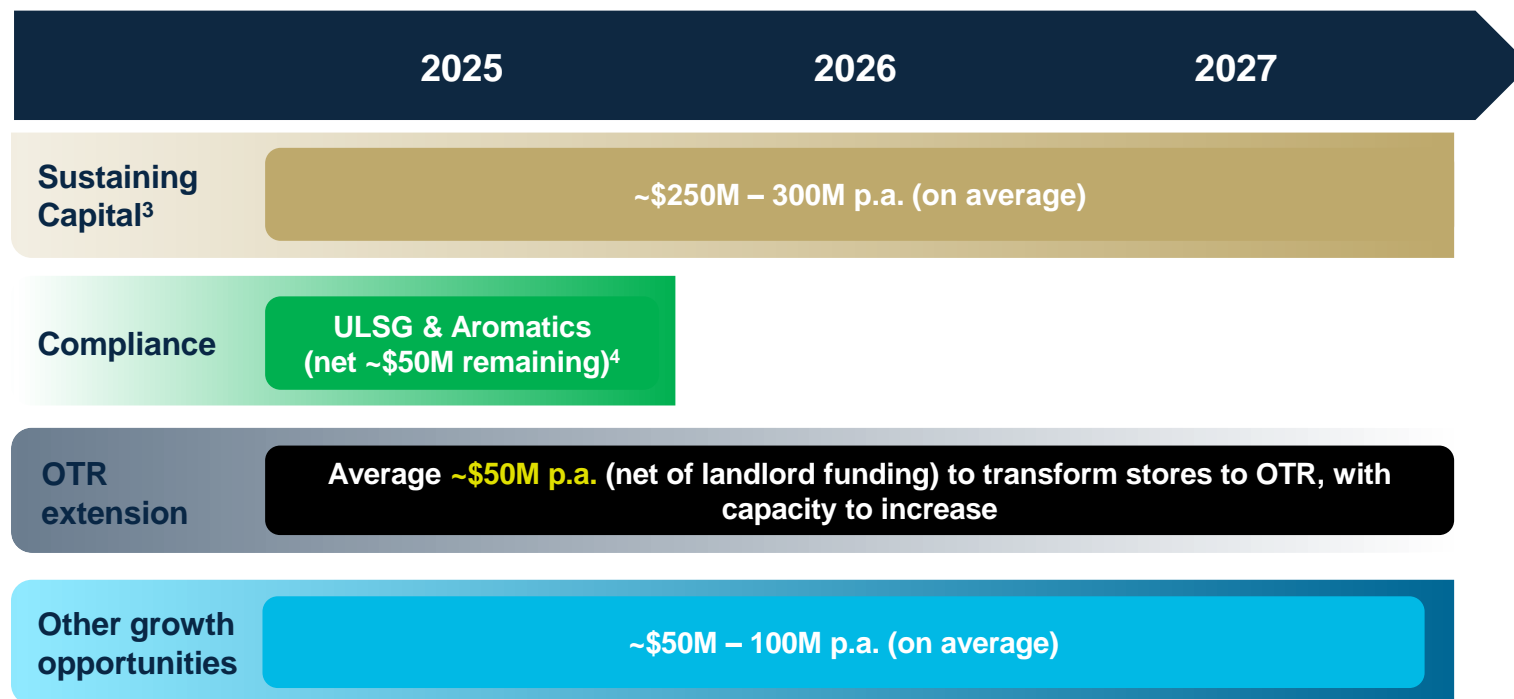 2025 2026 2027
Sustaining
Capital³
~$250M – 300M p.a. (on average)
Compliance
ULSG & Aromatics
(net ~$50M remaining)⁴
OTR
extension
Average ~$50M p.a. (net of landlord funding) to transform stores to OTR, with
capacity to increase
Other growth
opportunities
~$50M – 100M p.a. (on average)